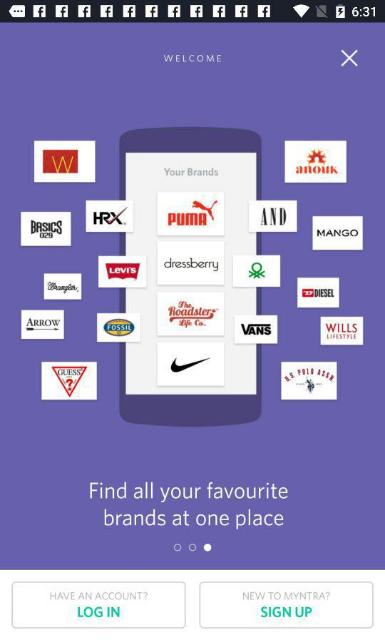 6:31
WELCOME
Your Brands
W
anouk
BASICS
029
HRX
PUMA
AND
MANGO
Levi's
dressberry
Wrangler
DIESEL
The
Roadster
Life Co.
ARROW
FOSSIL
VANS
WILLS
LIFESTYLE
GUESS
?
U.S. POLO ASSN.
Find all your favourite
brands at one place
HAVE AN ACCOUNT?
LOG IN
NEW TO MYNTRA?
SIGN UP